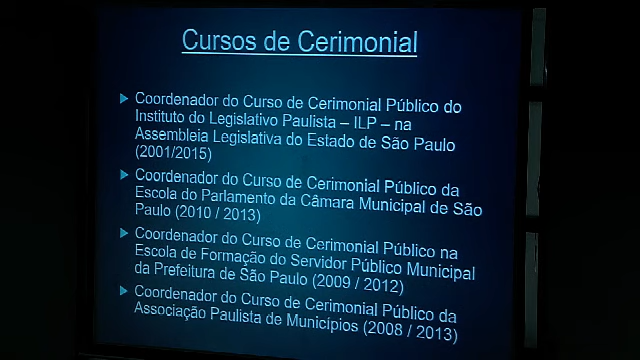 Cursos de Cerimonial
Coordenador do Curso de Cerimonial Público do
Instituto do Legislativo Paulista – ILP – na
Assembleia Legislativa do Estado de São Paulo
(2001/2015)
Coordenador do Curso de Cerimonial Público da
Escola do Parlamento da Câmara Municipal de São
Paulo (2010 / 2013)
Coordenador do Curso de Cerimonial Público na
Escola de Formação do Servidor Público Municipal
da Prefeitura de São Paulo (2009 / 2012)
Coordenador do Curso de Cerimonial Público da
Associação Paulista de Municípios (2008 / 2013)